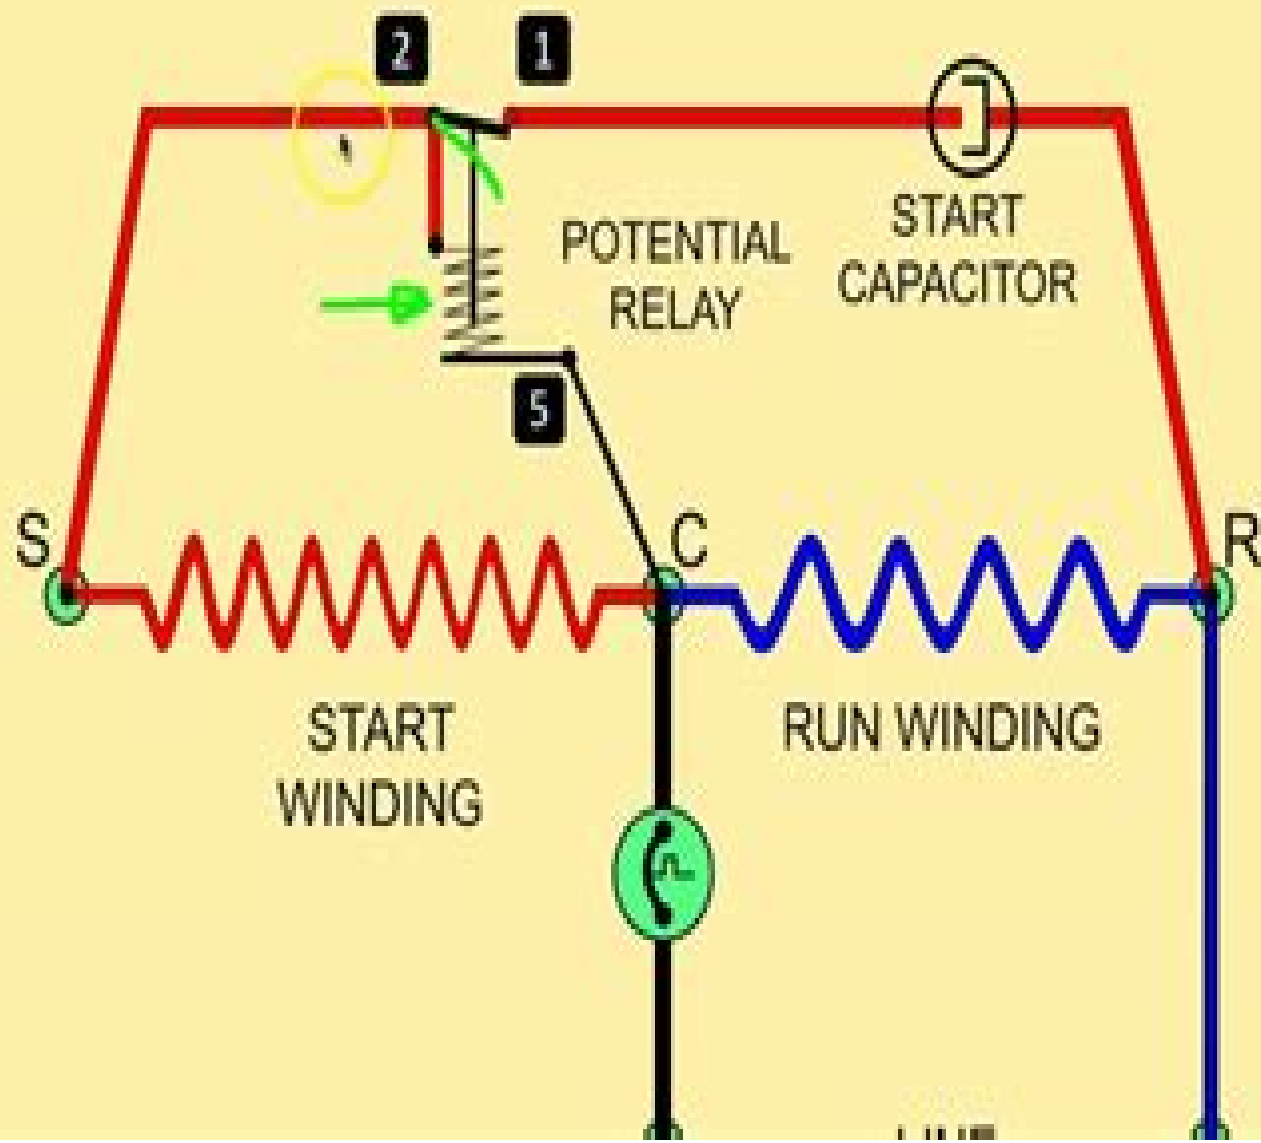 2
1
START
CAPACITOR
POTENTIAL
RELAY
5
S
C
R
START
WINDING
RUN WINDING